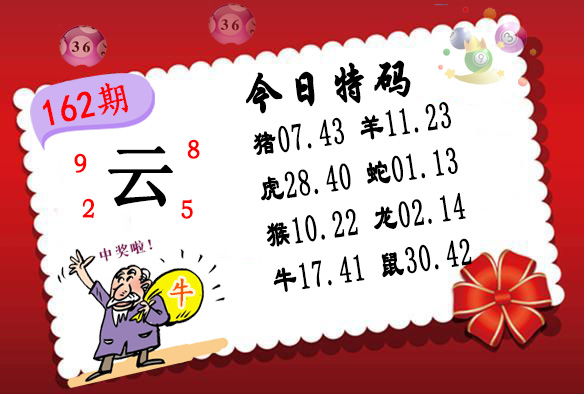 36
36
162期
今日特码
9
云
8
2
5
猪07.43 羊11.23
虎28.40 蛇01.13
猴10.22 龙02.14
牛17.41 鼠30.42
中奖啦!
牛